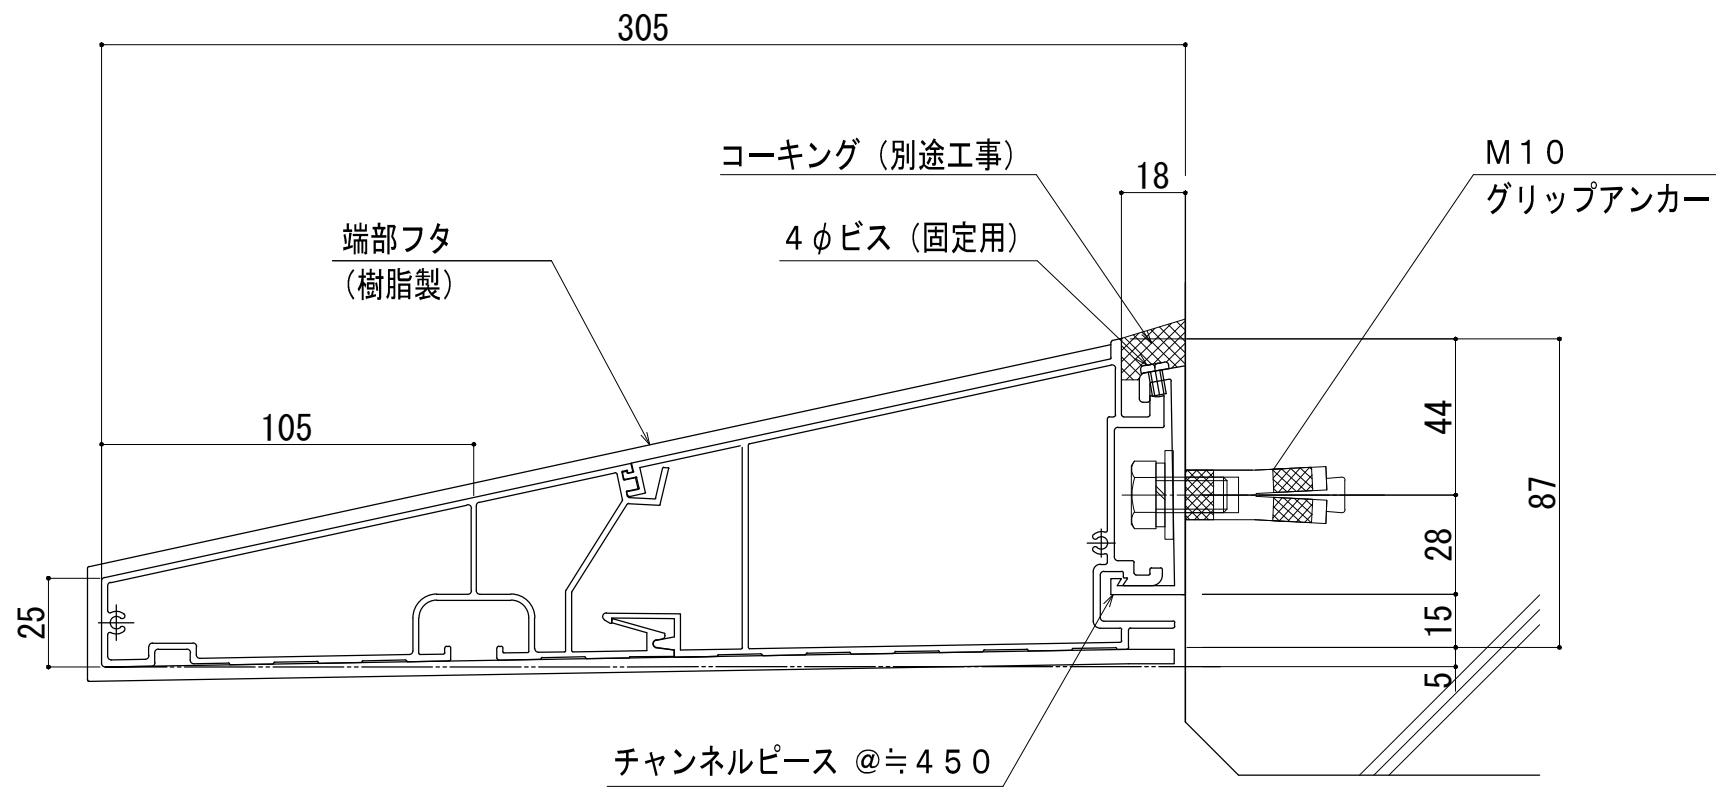 305
コーキング（別途工事）
M10
グリップアンカー
18
端部フタ
（樹脂製）
4φビス（固定用）
105
44
87
28
25
15
5
チャンネルピース @≒450